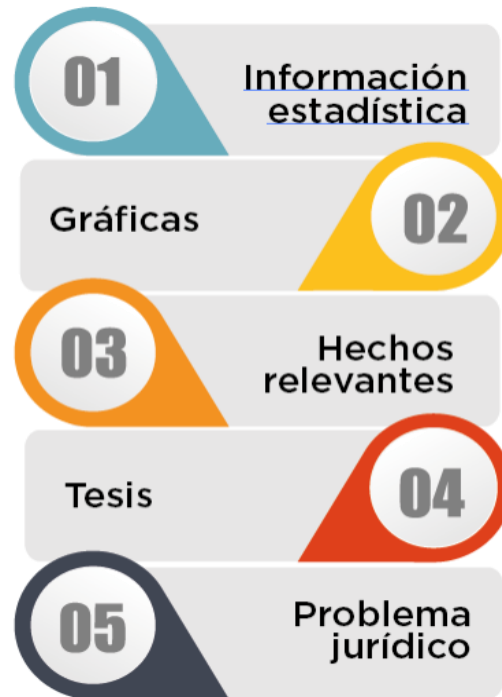 01
Información
estadística
Gráficas
02
03
Hechos
relevantes
Tesis
04
05
Problema
jurídico